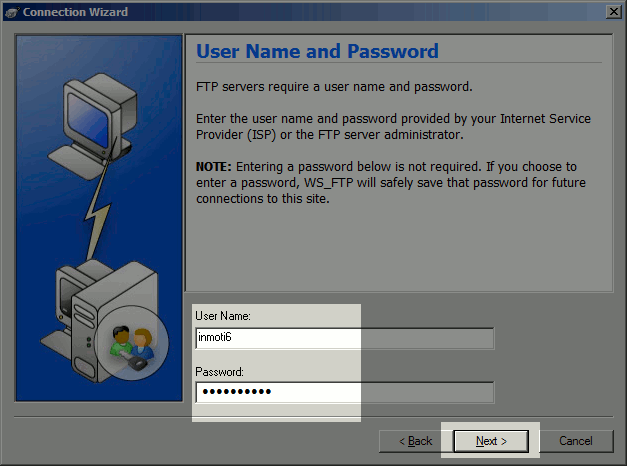 Connection Wizard
User Name and Password
FTP servers require a user name and password.
Enter the user name and password provided by your Internet Service
Provider (ISP) or the FTP server administrator.
NOTE: Entering a password below is not required. If you choose to
enter a password, WS_FTP will safely save that password for future
connections to this site.
User Name:
inmoti6
Password:
••••••••••
< Back Next > Cancel